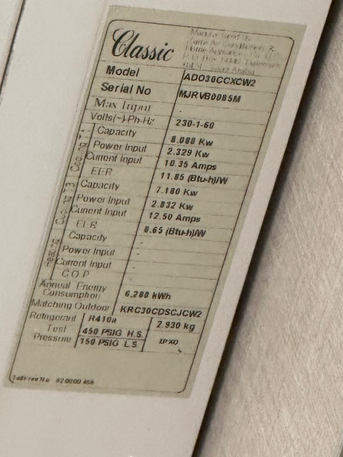 Classic
Model ADO36CCXCW2
Serial No MJRVB0085M
Max Input -
Volts(~)-Ph-Hz 230-1-60
Capacity 8.088 Kw
Power Input 2.329 Kw
Current Input 10.35 Amps
EER 11.85 (Btu-h)/W
Capacity 7.180 Kw
Power Input 2.832 Kw
Current Input 12.50 Amps
EER 8.65 (Btu-h)/W
Capacity -
Power Input -
Current Input -
C.O.P -
Annual Energy
Consumption 6,288 kWh
Matching Outdoor KRC30CDSCJCW2
Refrigerant R410a 2.930 kg
Test 450 PSIG H.S.
Pressure 150 PSIG L.S. IPX0